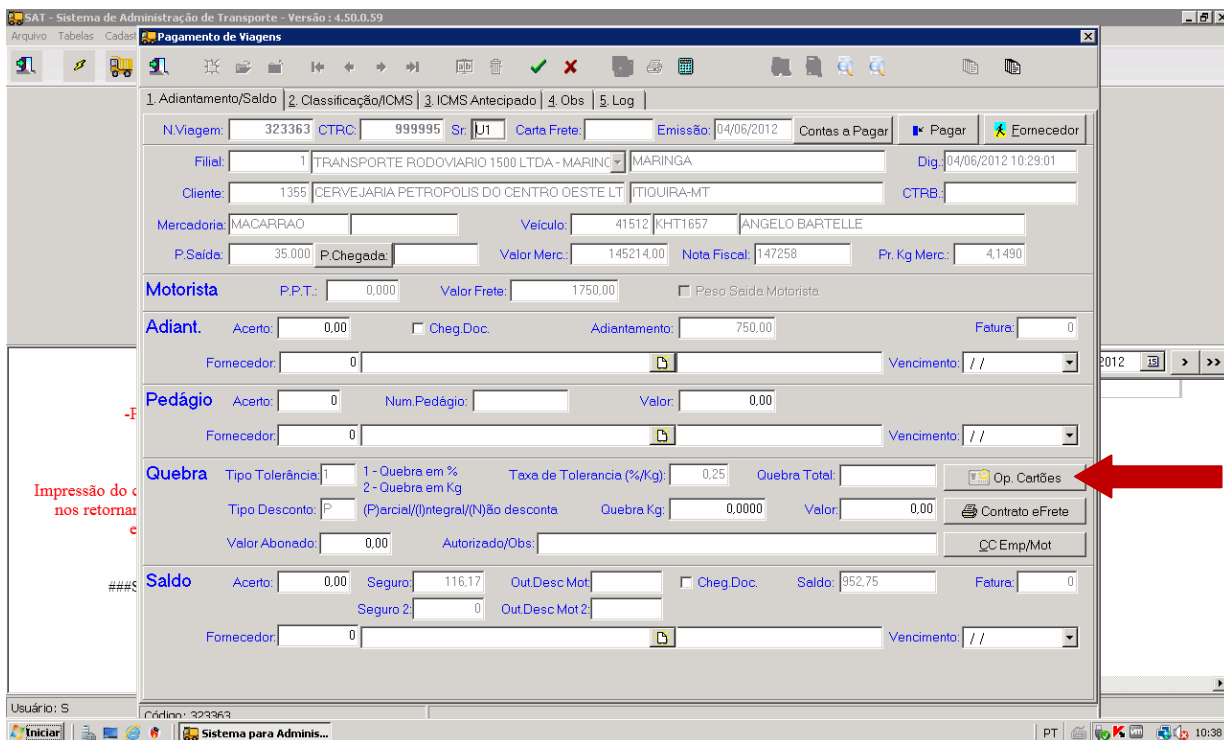 SAT - Sistema de Administração de Transporte - Versão : 4.50.0.59
Arquivo Tabelas Cadast
Pagamento de Viagens
1. Adiantamento/Saldo 2. Classificação/ICMS 3. ICMS Antecipado 4. Obs 5. Log
N.Viagem: 323363 CTRC: 999995 Sr: U1 Carta Frete: Emissão: 04/06/2012 Contas a Pagar Pagar Fornecedor
Filial: 1 TRANSPORTE RODOVIARIO 1500 LTDA - MARINC MARINGA Dig.: 04/06/2012 10:29:01
Cliente: 1355 CERVEJARIA PETROPOLIS DO CENTRO OESTE LT ITIQUIRA-MT CTRB.:
Mercadoria: MACARRAO Veículo: 41512 KHT1657 ANGELO BARTELLE
P.Saída: 35.000 P.Chegada: Valor Merc.: 145214,00 Nota Fiscal: 147258 Pr. Kg Merc.: 4,1490
Motorista P.P.T.: 0,000 Valor Frete: 1750,00 Peso Saida Motorista
Adiant. Acerto: 0,00 Cheg.Doc. Adiantamento: 750,00 Fatura: 0
Fornecedor: 0 Vencimento: / /
2012 15 > >>
Pedágio Acerto: 0 Num.Pedágio: Valor: 0,00
Fornecedor: 0 Vencimento: / /
Quebra Tipo Tolerância: 1 1 - Quebra em % Taxa de Tolerancia (%/Kg): 0,25 Quebra Total: Op. Cartões
2 - Quebra em Kg
Impressão do
nos retornar
Tipo Desconto: P (P)arcial/(I)ntegral/(N)ão desconta Quebra Kg: 0,0000 Valor: 0,00 Contrato eFrete
Valor Abonado: 0,00 Autorizado/Obs: CC Emp/Mot
Saldo Acerto: 0,00 Seguro: 116,17 Out.Desc Mot: Cheg.Doc. Saldo: 952,75 Fatura: 0
###S
Seguro 2: 0 Out.Desc Mot 2:
Fornecedor: 0 Vencimento: / /
Usuário: S
Código: 323363
Iniciar Sistema para Adminis... PT 10:38